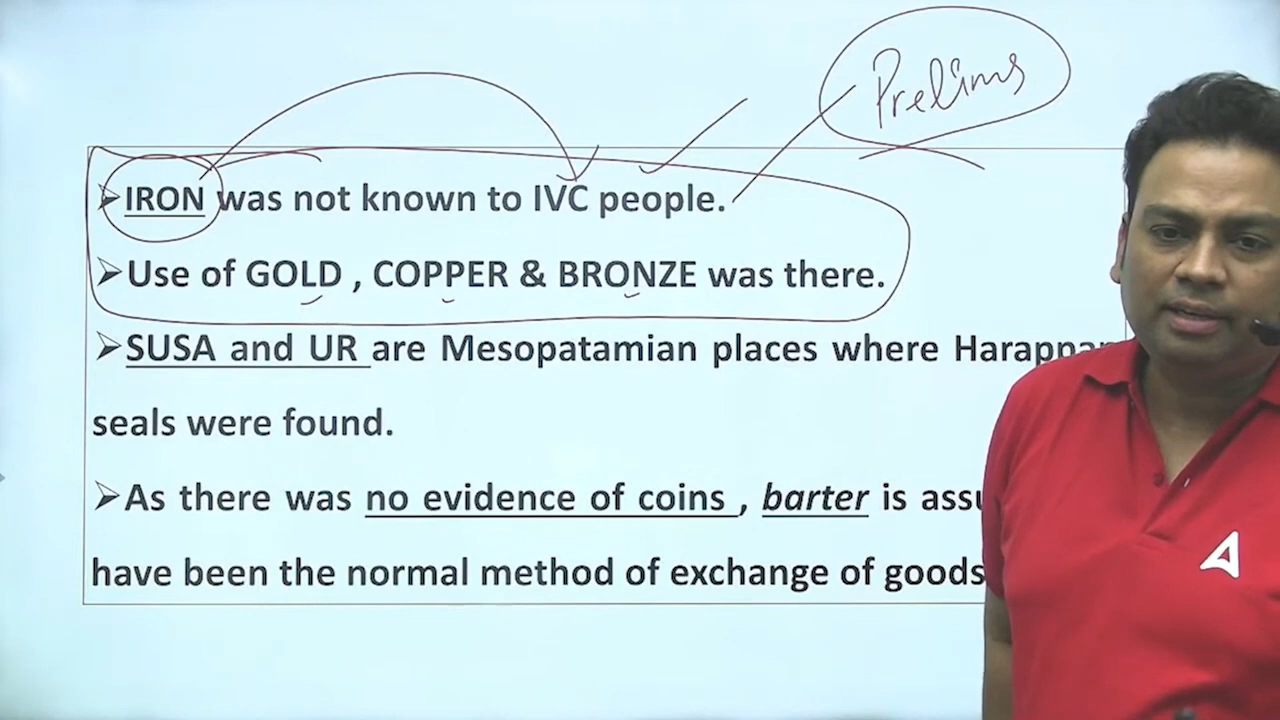 Prelims
➢IRON was not known to IVC people.
➢Use of GOLD , COPPER & BRONZE was there.
➢SUSA and UR are Mesopatamian places where Harappan
seals were found.
➢As there was no evidence of coins , barter is
have been the normal method of exchange of goods